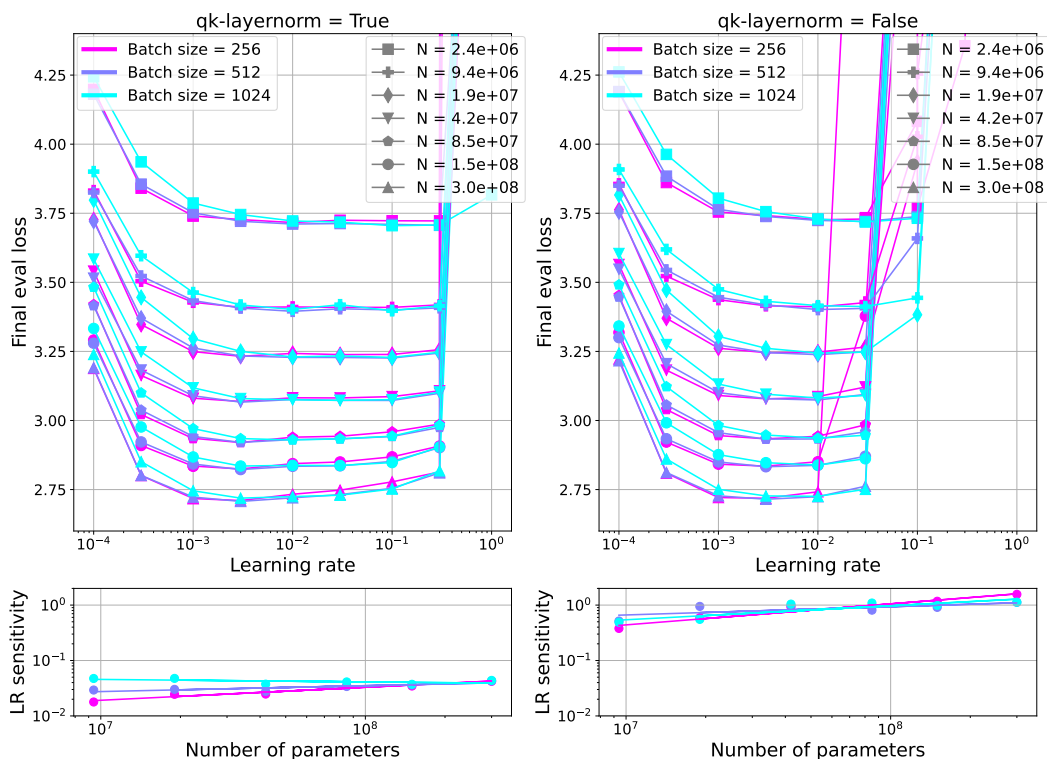 qk-layernorm = True
Final eval loss
4.25
4.00
3.75
3.50
3.25
3.00
2.75
Batch size = 256
Batch size = 512
Batch size = 1024
N = 2.4e+06
N = 9.4e+06
N = 1.9e+07
N = 4.2e+07
N = 8.5e+07
N = 1.5e+08
N = 3.0e+08
10⁻⁴ 10⁻³ 10⁻² 10⁻¹ 10⁰
Learning rate
qk-layernorm = False
Final eval loss
4.25
4.00
3.75
3.50
3.25
3.00
2.75
Batch size = 256
Batch size = 512
Batch size = 1024
N = 2.4e+06
N = 9.4e+06
N = 1.9e+07
N = 4.2e+07
N = 8.5e+07
N = 1.5e+08
N = 3.0e+08
10⁻⁴ 10⁻³ 10⁻² 10⁻¹ 10⁰
Learning rate
LR sensitivity
10⁰
10⁻¹
10⁻²
10⁷ 10⁸
Number of parameters
LR sensitivity
10⁰
10⁻¹
10⁻²
10⁷ 10⁸
Number of parameters